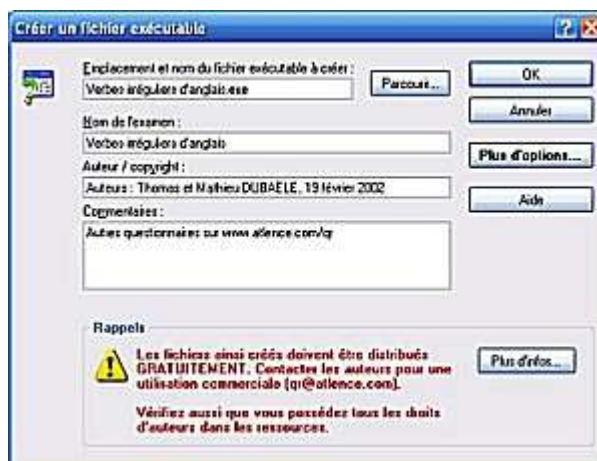 Créer un fichier exécutable
Emplacement et nom du fichier exécutable à créer :
Verbes irréguliers d'anglais.exe
Parcourir...
OK
Annuler
Nom de l'examen :
Verbes irréguliers d'anglais
Plus d'options...
Auteur / copyright :
Auteurs : Thomas et Mathieu DUBAELE, 19 février 2002
Aide
Commentaires :
Autres questionnaires sur www.atlence.com/qr
Rappels
Les fichiers ainsi créés doivent être distribués
GRATUITEMENT. Contacter les auteurs pour une
utilisation commerciale (qr@atlence.com).
Plus d'infos...
Vérifiez aussi que vous possédez tous les droits
d'auteurs dans les ressources.